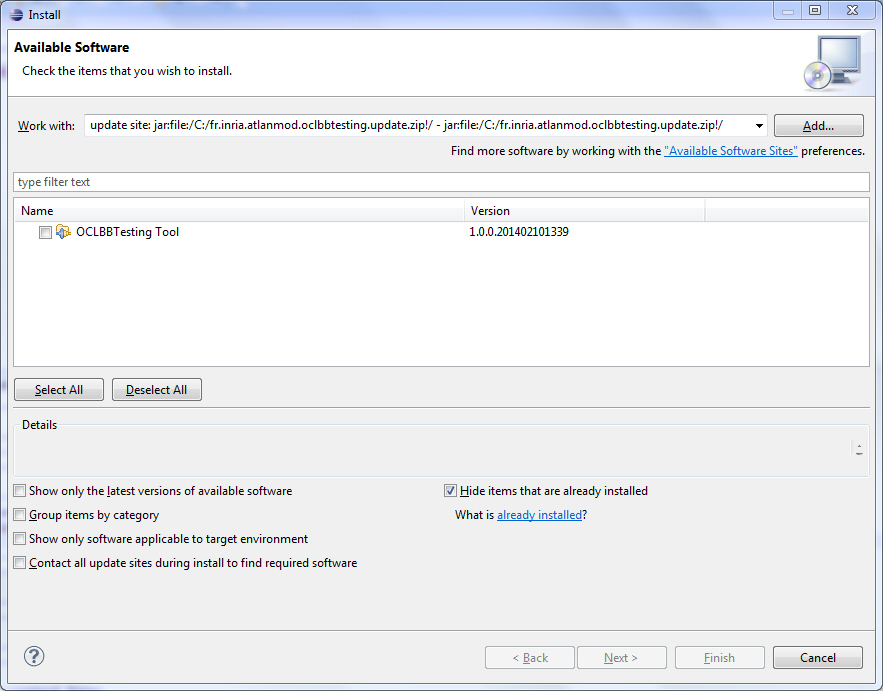 Install
Available Software
Check the items that you wish to install.
Work with: update site: jar:file:/C:/fr.inria.atlanmod.oclbbtesting.update.zip!/ - jar:file:/C:/fr.inria.atlanmod.oclbbtesting.update.zip!/ Add...
Find more software by working with the "Available Software Sites" preferences.
type filter text
Name Version
OCLBBTesting Tool 1.0.0.201402101339
Select All Deselect All
Details
Show only the latest versions of available software Hide items that are already installed
Group items by category What is already installed?
Show only software applicable to target environment
Contact all update sites during install to find required software
? < Back Next > Finish Cancel